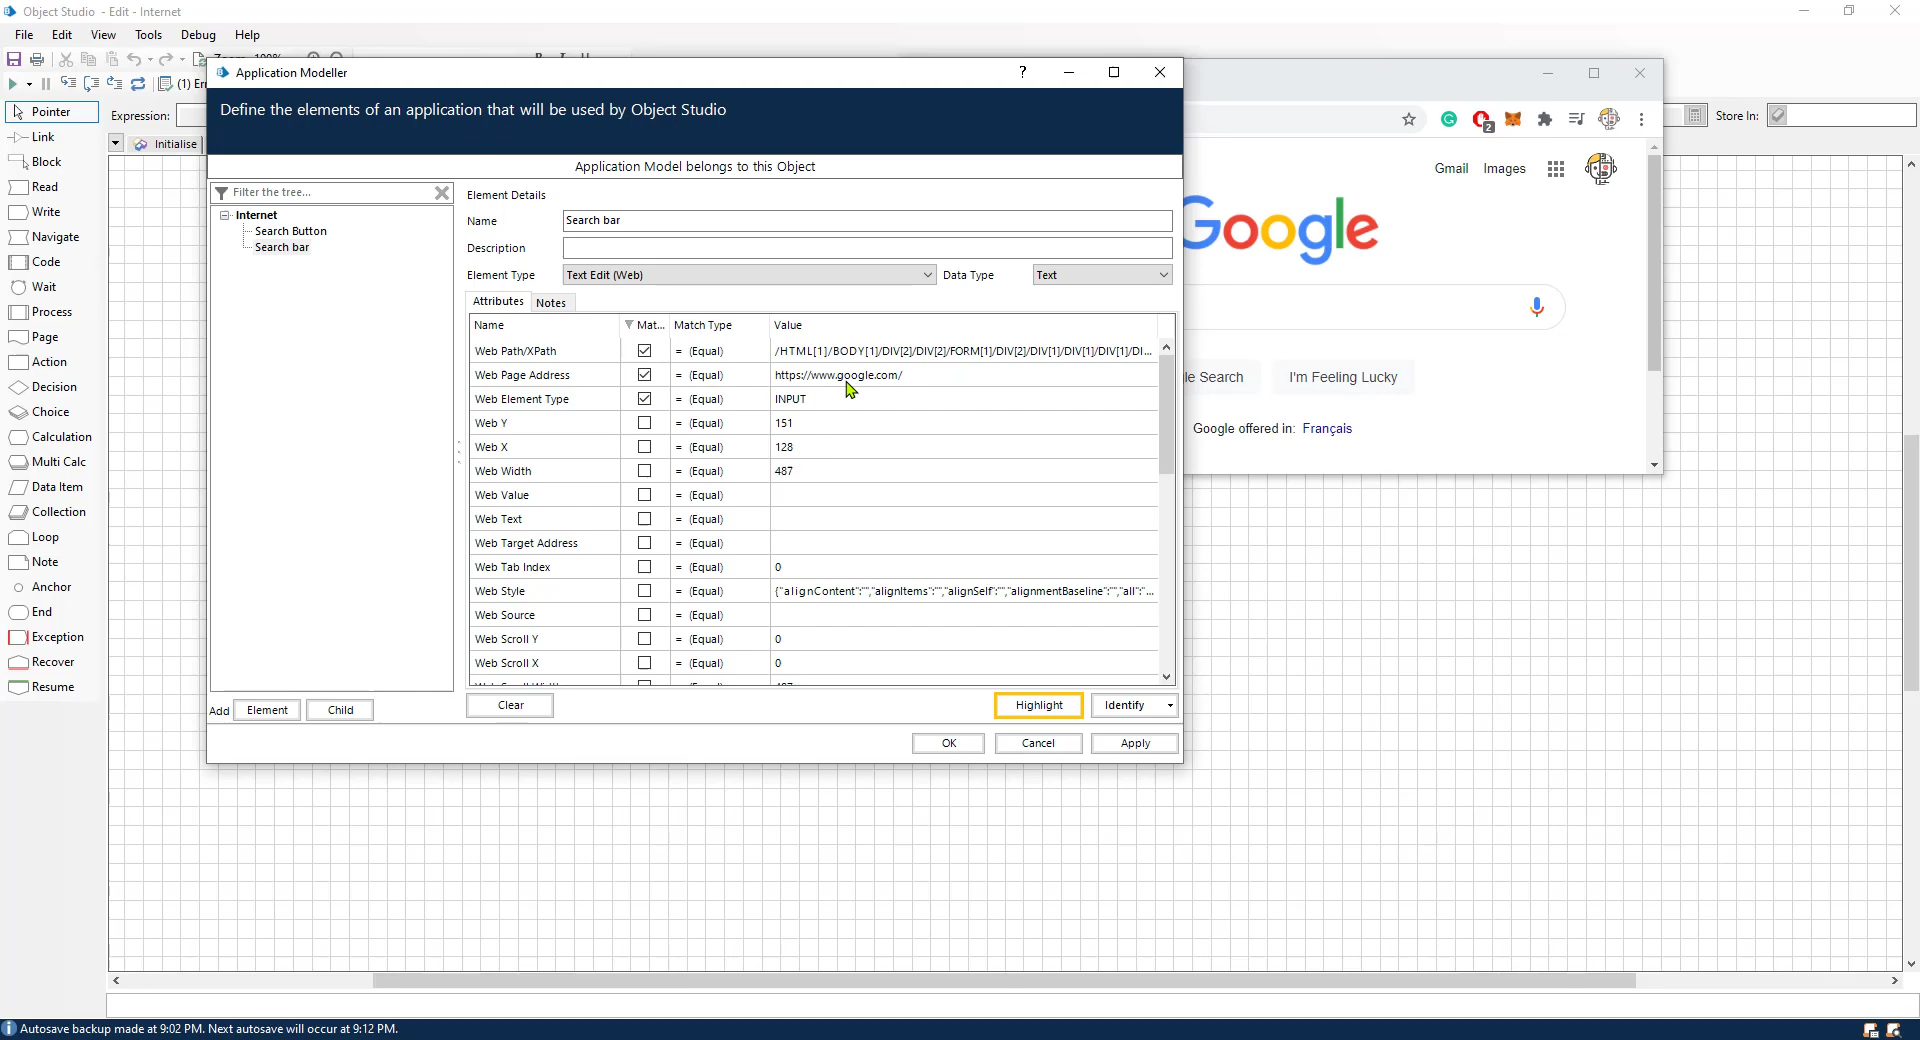 Object Studio - Edit - Internet
File Edit View Tools Debug Help
Application Modeller ?
Define the elements of an application that will be used by Object Studio
Application Model belongs to this Object
Expression: Store In:
Initialise
Pointer
Link
Block
Read
Write
Navigate
Code
Wait
Process
Page
Action
Decision
Choice
Calculation
Multi Calc
Data Item
Collection
Loop
Note
Anchor
End
Exception
Recover
Resume
Filter the tree...
Internet
Search Button
Search bar
Add Element Child
Element Details
Name Search bar
Description
Element Type Text Edit (Web) Data Type Text
Attributes Notes
Name Mat... Match Type Value
Web Path/XPath = (Equal) /HTML[1]/BODY[1]/DIV[2]/DIV[2]/FORM[1]/DIV[2]/DIV[1]/DIV[1]/DIV[1]/DI...
Web Page Address = (Equal) https://www.google.com/
Web Element Type = (Equal) INPUT
Web Y = (Equal) 151
Web X = (Equal) 128
Web Width = (Equal) 487
Web Value = (Equal)
Web Text = (Equal)
Web Target Address = (Equal)
Web Tab Index = (Equal) 0
Web Style = (Equal) {"alignContent":"","alignItems":"","alignSelf":"","alignmentBaseline":"","all":"...
Web Source = (Equal)
Web Scroll Y = (Equal) 0
Web Scroll X = (Equal) 0
Clear Highlight Identify
OK Cancel Apply
2
Gmail Images
Google
Search I'm Feeling Lucky
Google offered in: Français
Autosave backup made at 9:02 PM. Next autosave will occur at 9:12 PM.